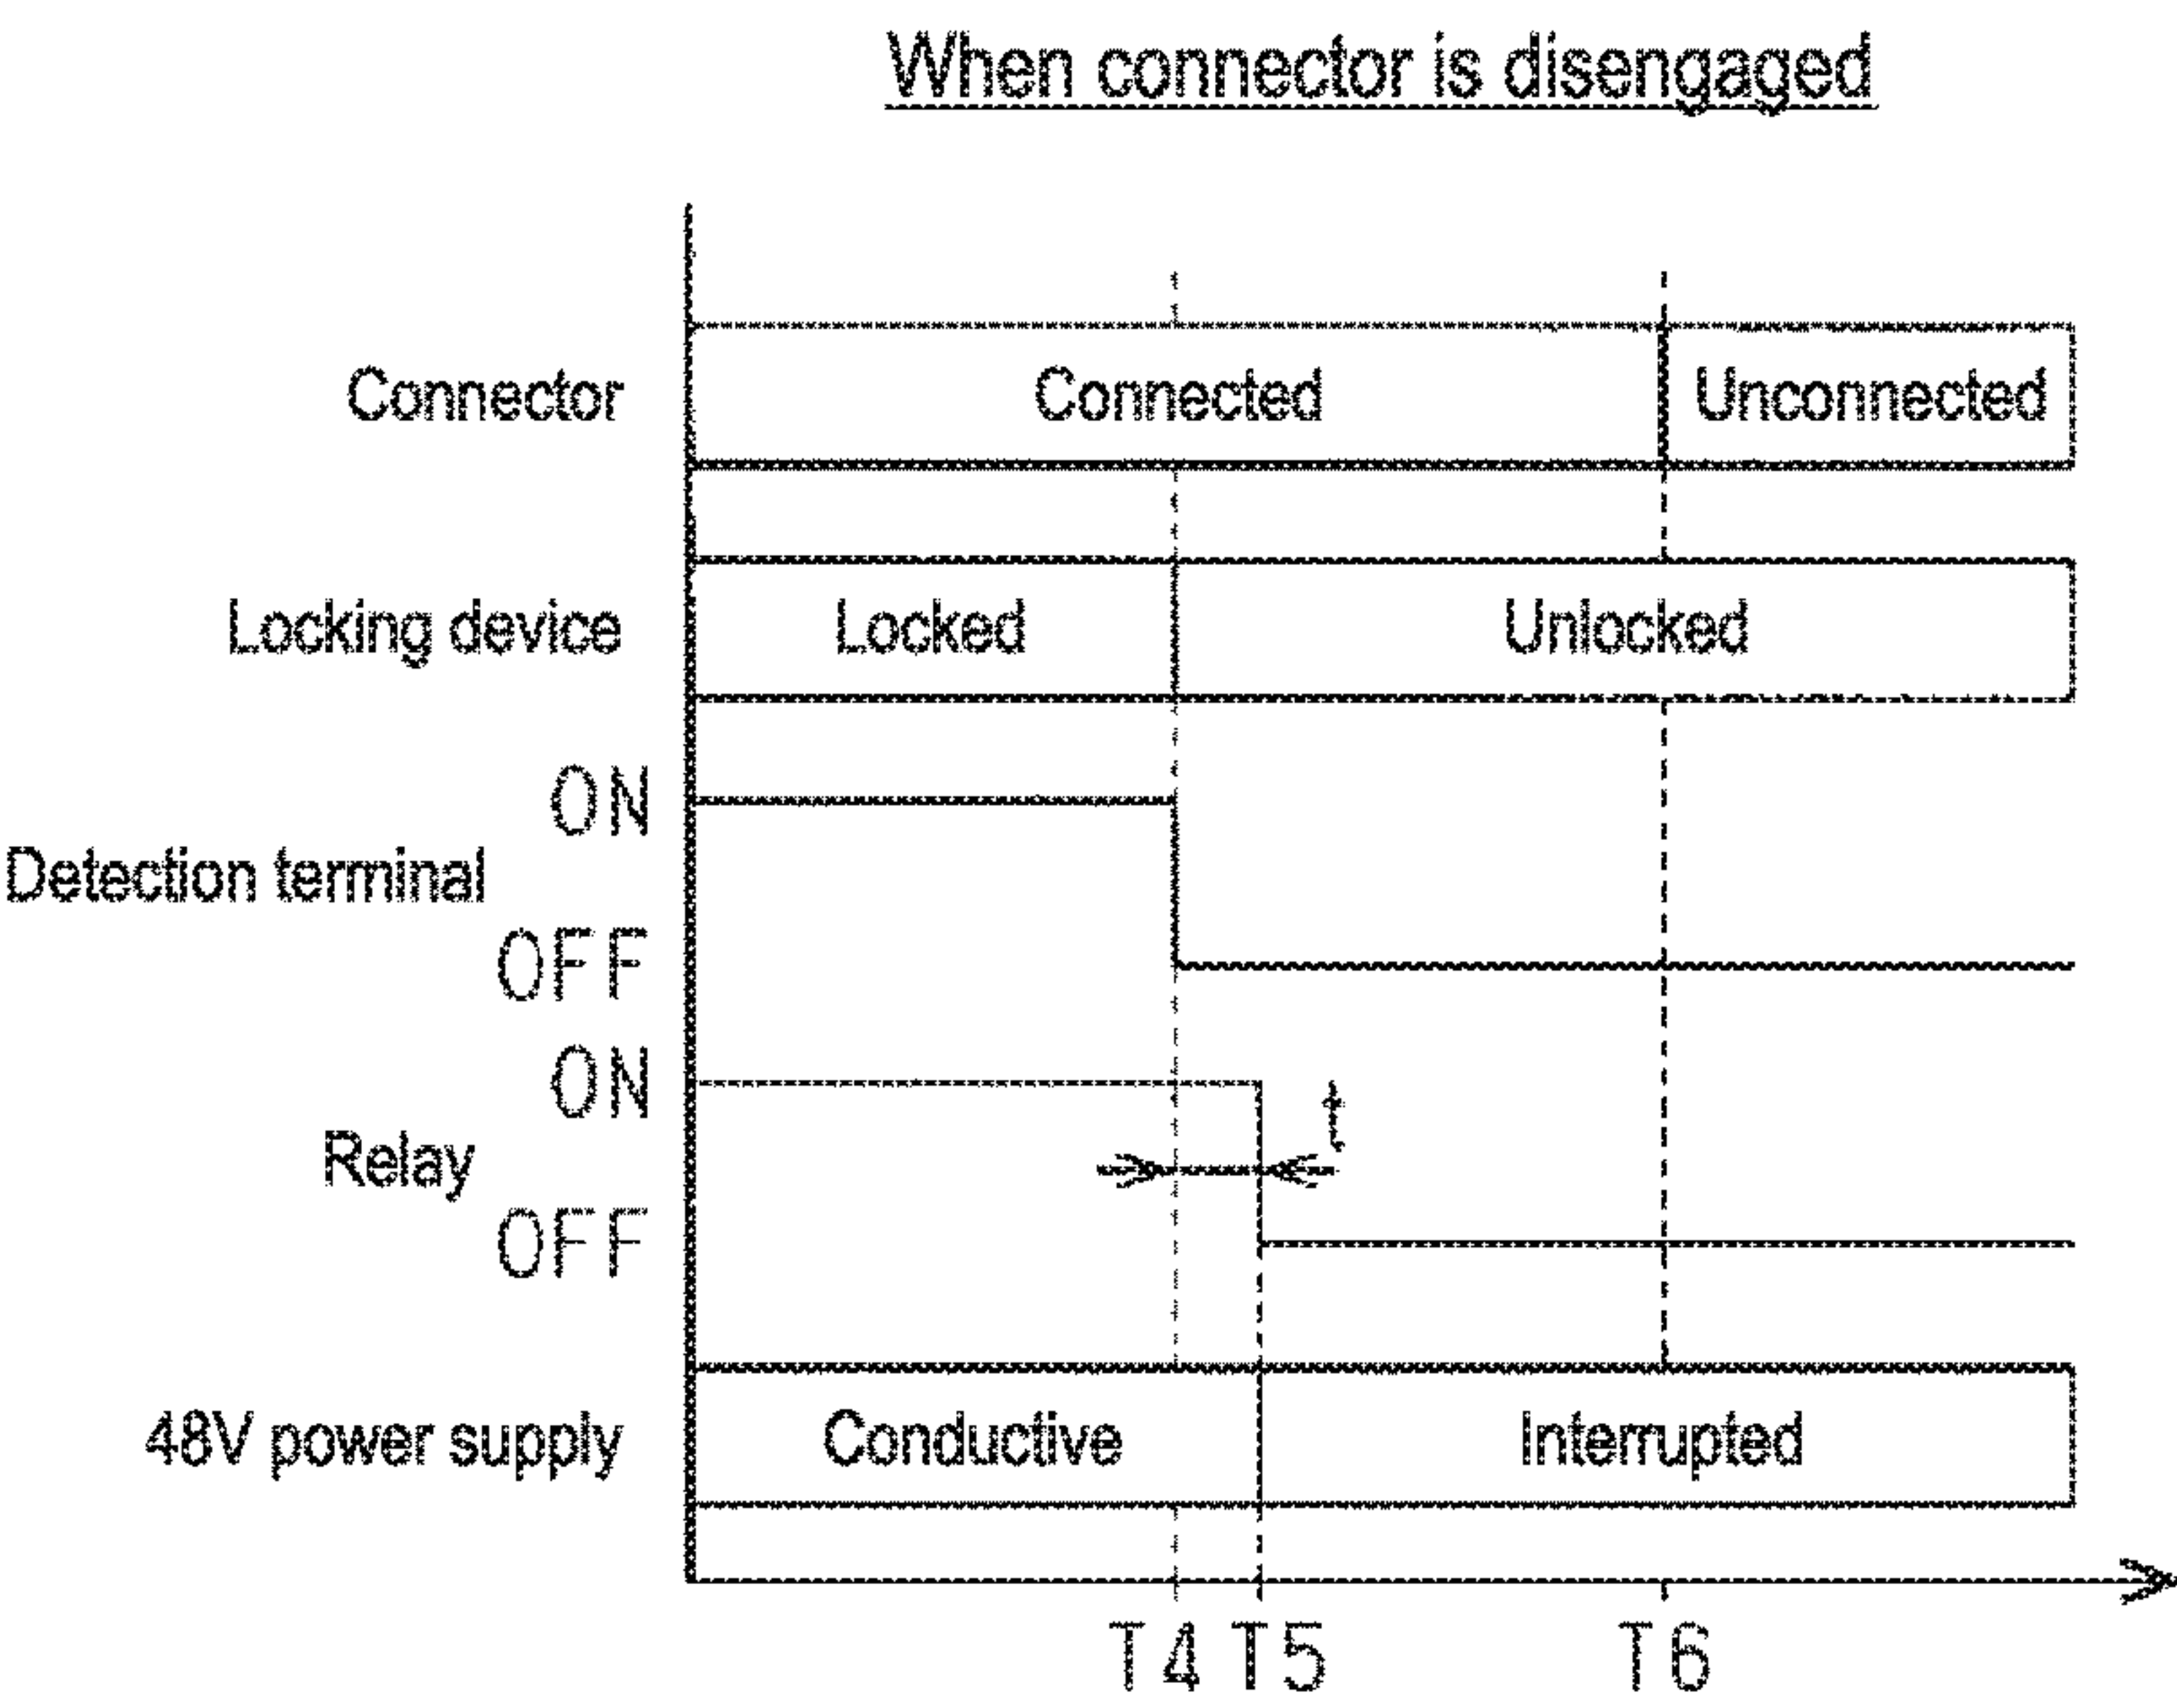 When connector is disengaged
Connector
Connected
Unconnected
Locking device
Locked
Unlocked
ON
Detection terminal
OFF
ON
t
Relay
OFF
48V power supply
Conductive
Interrupted
T4
T5
T6